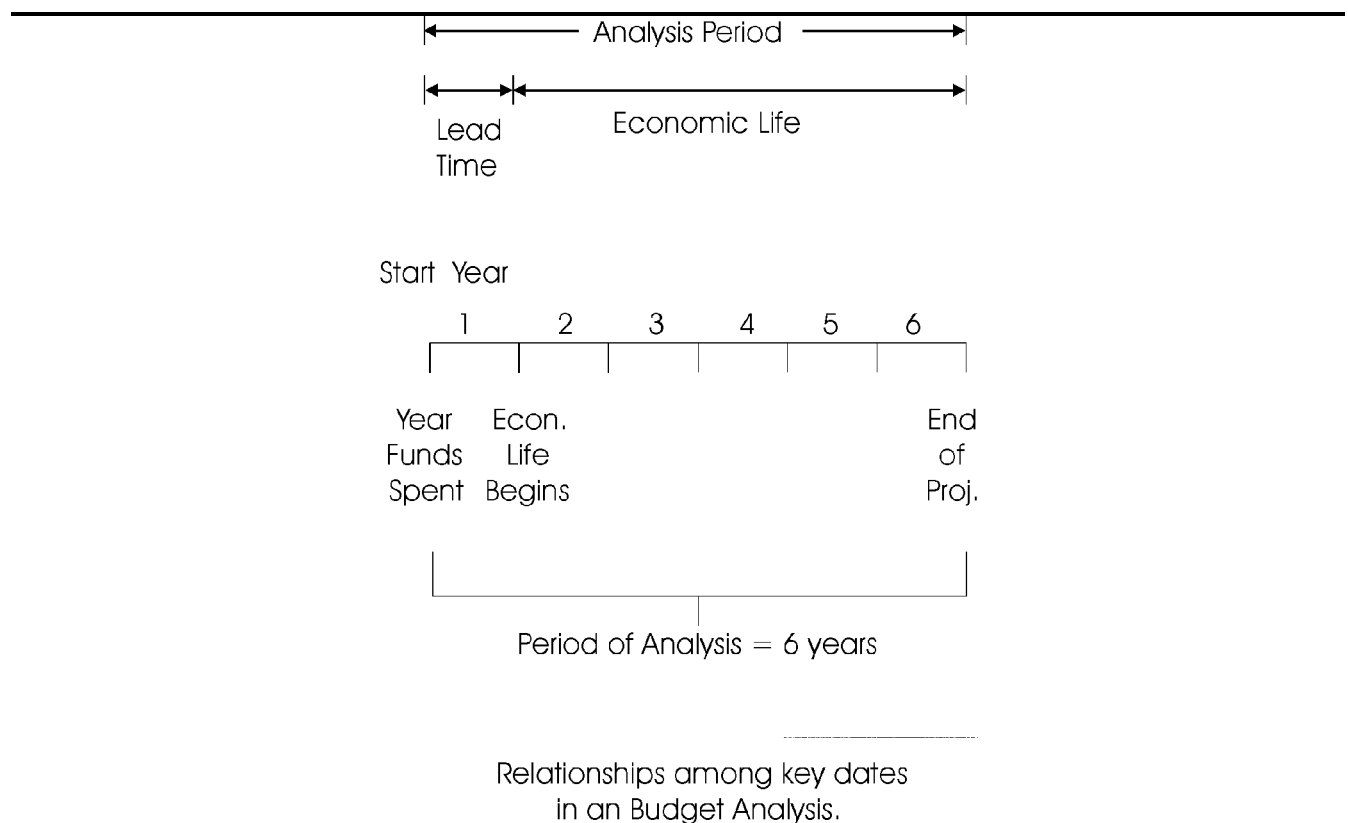 Analysis Period
Economic Life
Lead
Time
Start Year
1 2 3 4 5 6
Year Econ. End
Funds Life of
Spent Begins Proj.
Period of Analysis = 6 years
Relationships among key dates
in an Budget Analysis.